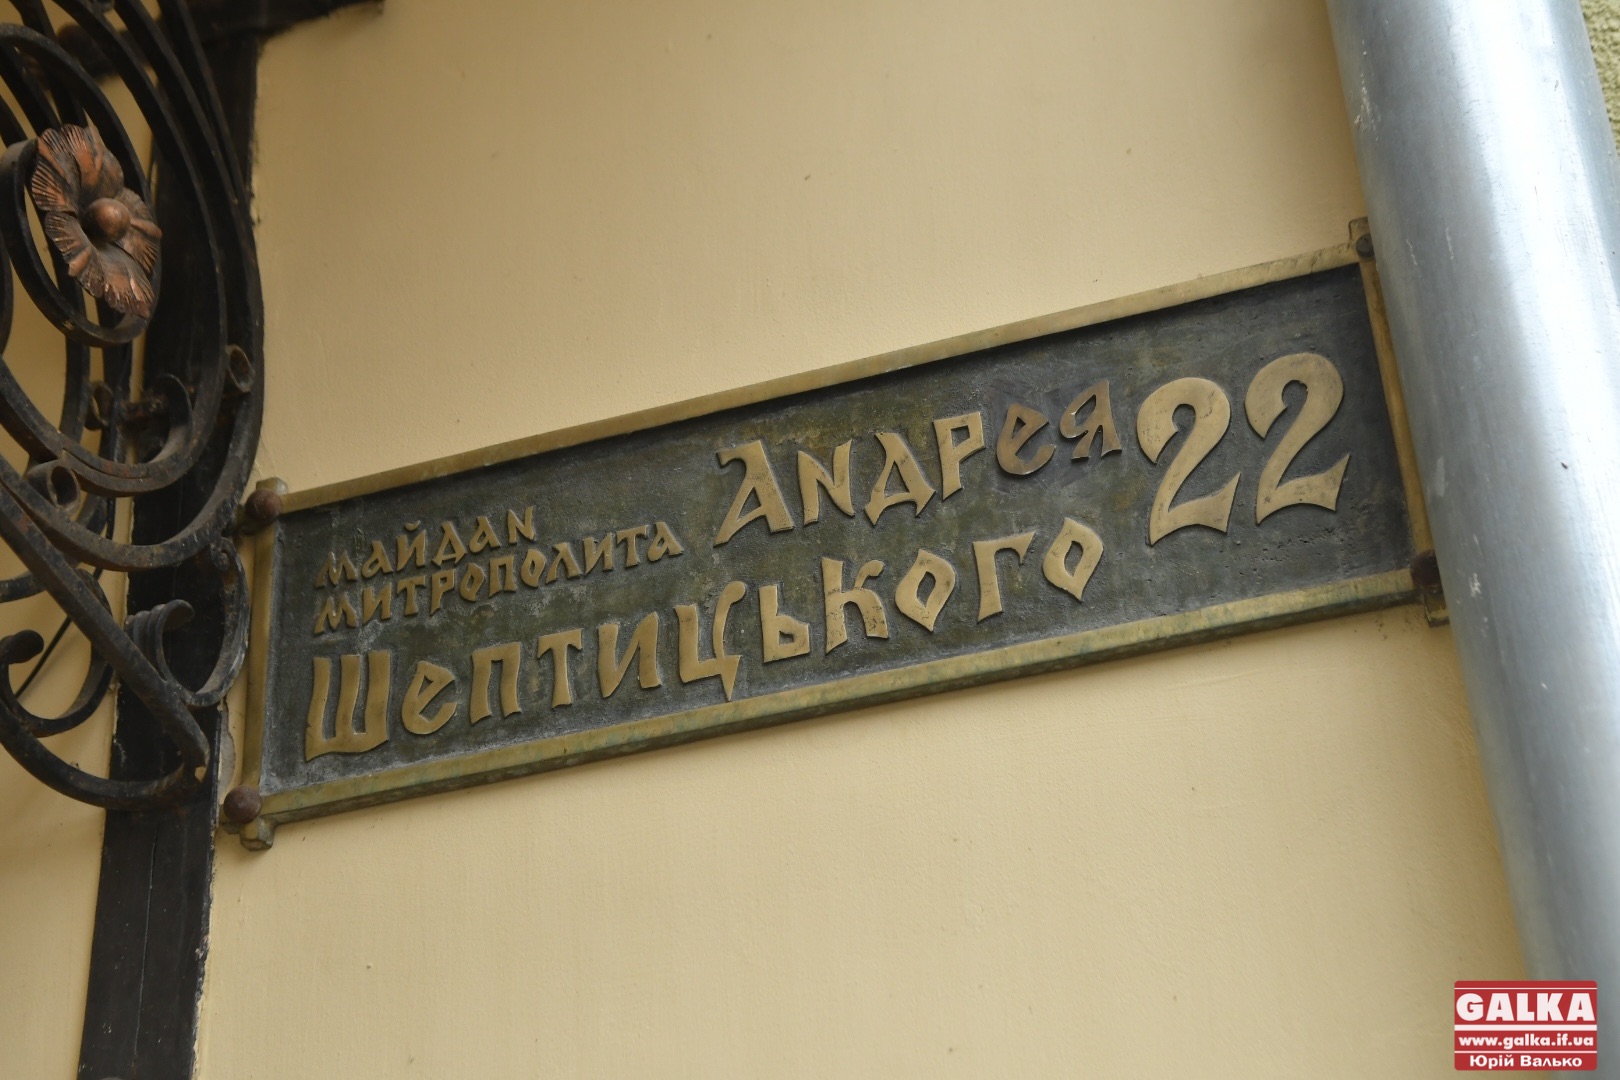 майдан
митрополита Андрея 22
Шептицького
GALKA
www.galka.if.ua
Юрій Валько